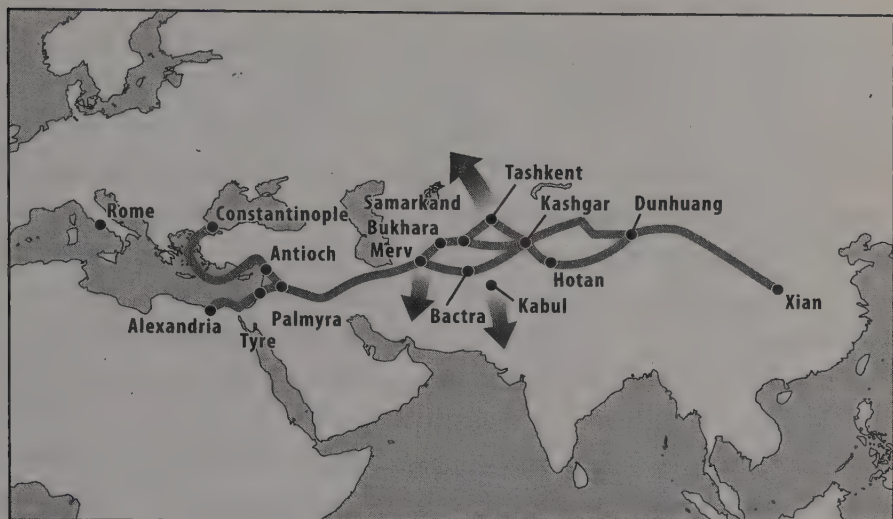 Tashkent
Samarkand
Kashgar
Dunhuang
Rome
Constantinople
Bukhara
Merv
Antioch
Hotan
Alexandria
Palmyra
Bactra
Kabul
Xian
Tyre